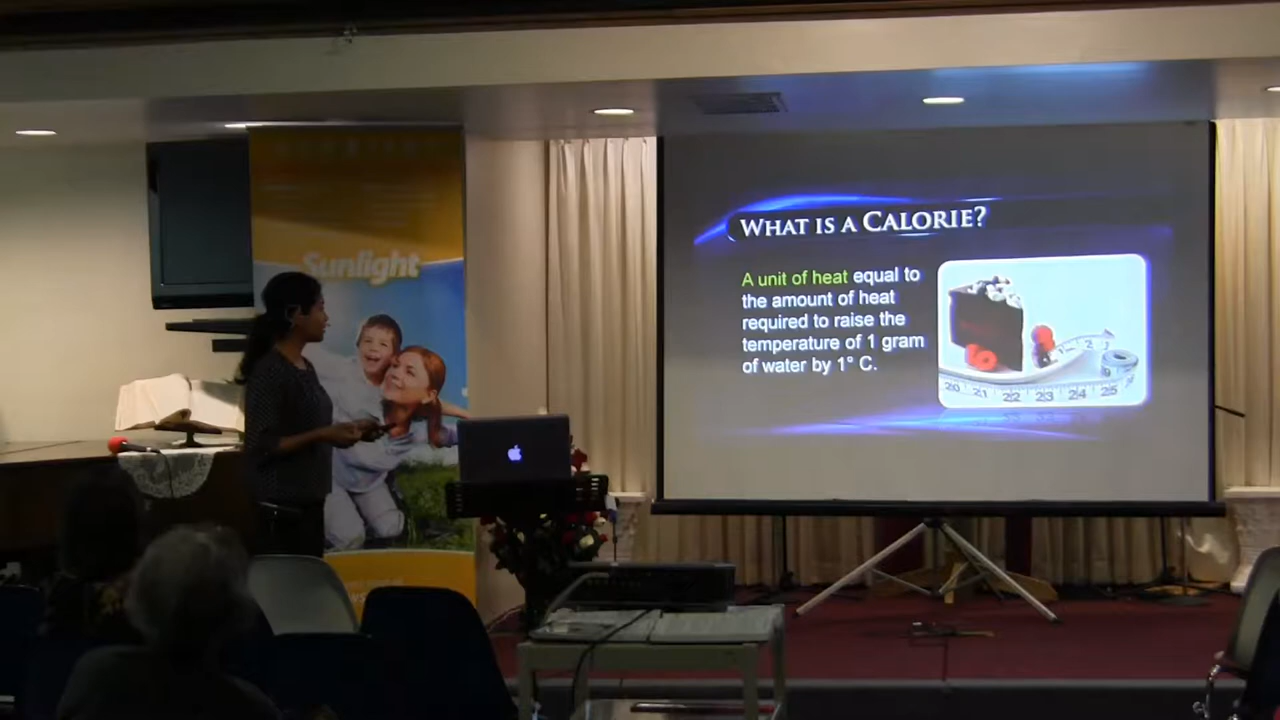 WHAT IS A CALORIE?
A unit of heat equal to
the amount of heat
required to raise the
temperature of 1 gram
of water by 1° C.
20 21 22 23 24 25
Sunlight